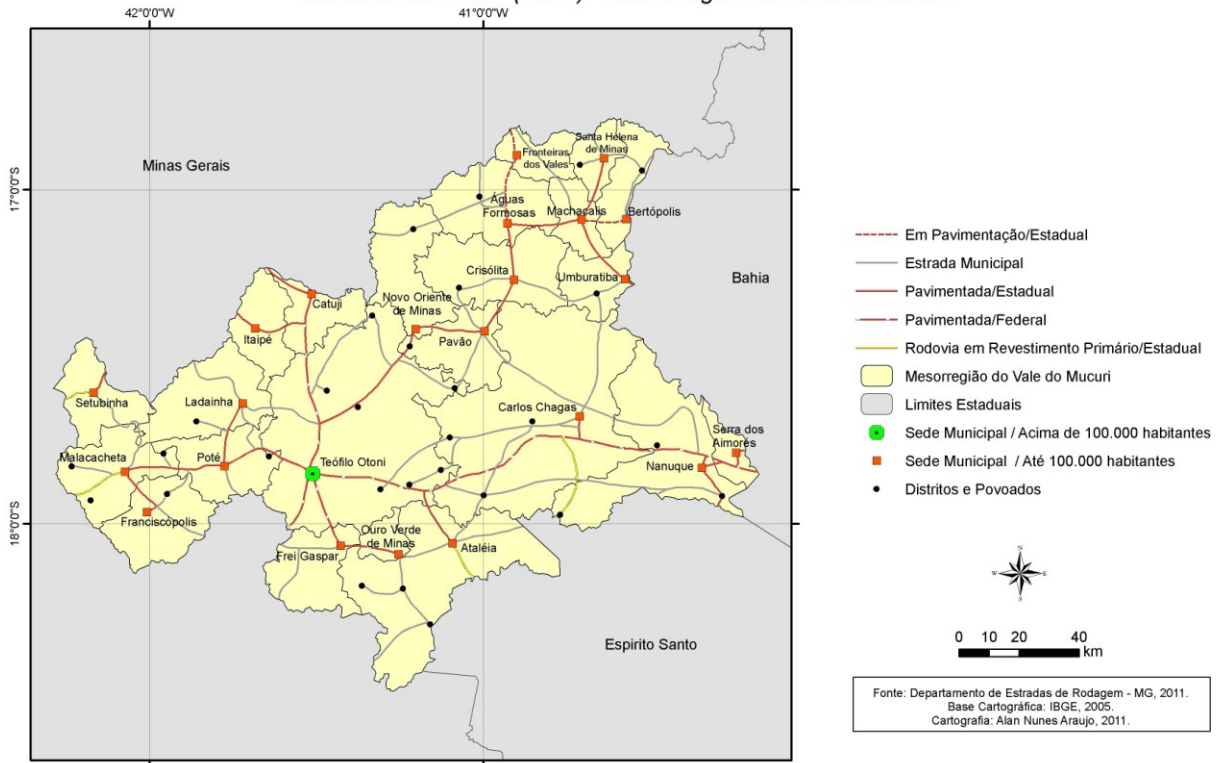 42°0'0"W
41°0'0"W
17°0'0"S
18°0'0"S
Minas Gerais
Bahia
Espirito Santo
Fronteiras
dos Vales
Santa Helena
de Minas
Águas
Formosas
Machacalis
Bertópolis
Crisólita
Umburatiba
Catuji
Novo Oriente
de Minas
Itaipé
Pavão
Setubinha
Ladainha
Carlos Chagas
Serra dos
Aimorés
Malacacheta
Poté
Teófilo Otoni
Nanuque
Franciscópolis
Ouro Verde
de Minas
Frei Gaspar
Ataléia
Em Pavimentação/Estadual
Estrada Municipal
Pavimentada/Estadual
Pavimentada/Federal
Rodovia em Revestimento Primário/Estadual
Mesorregião do Vale do Mucuri
Limites Estaduais
Sede Municipal / Acima de 100.000 habitantes
Sede Municipal / Até 100.000 habitantes
Distritos e Povoados
N
W E
S
0 10 20 40
km
Fonte: Departamento de Estradas de Rodagem - MG, 2011.
Base Cartográfica: IBGE, 2005.
Cartografia: Alan Nunes Araujo, 2011.